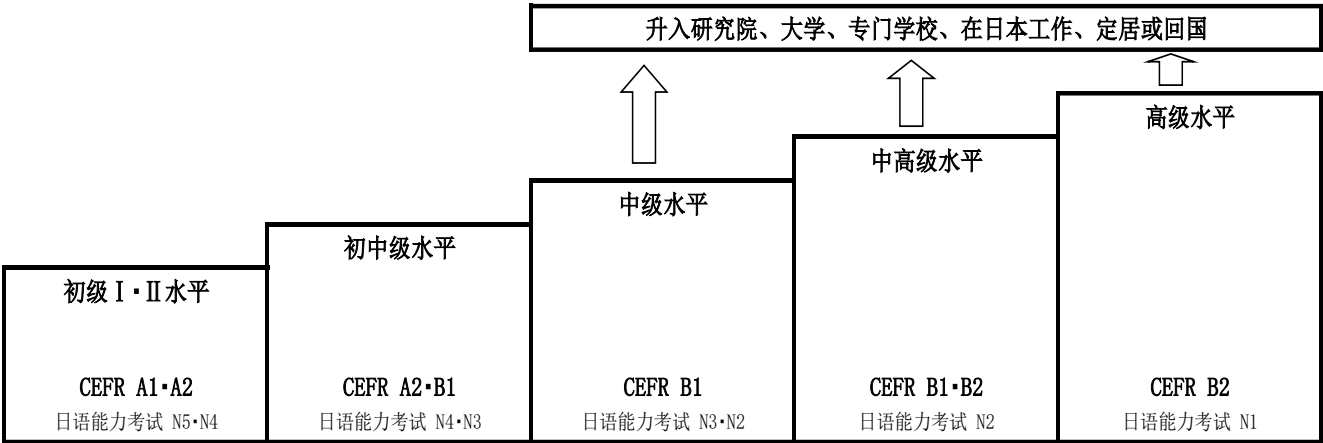 升入研究院、大学、专门学校、在日本工作、定居或回国
高级水平
中高级水平
中级水平
初中级水平
初级Ⅰ・Ⅱ水平
CEFR A1・A2
CEFR A2・B1
CEFR B1
CEFR B1・B2
CEFR B2
日语能力考试 N5・N4
日语能力考试 N4・N3
日语能力考试 N3・N2
日语能力考试 N2
日语能力考试 N1